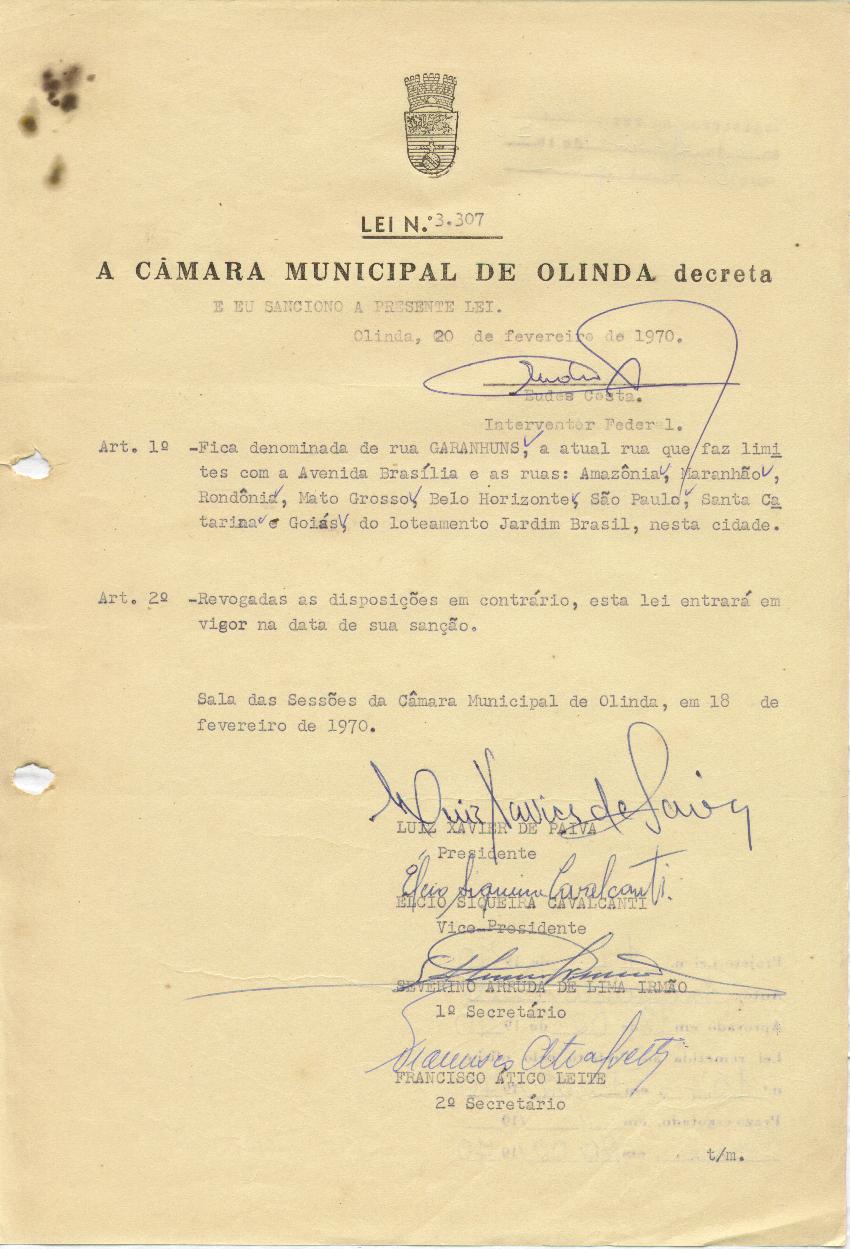 LEI N.º 3.307
A CÂMARA MUNICIPAL DE OLINDA decreta
E EU SANCIONO A PRESENTE LEI.
Olinda, 20 de fevereiro de 1970.
Eudes Costa.
Interventor Federal.
Art. 1º -Fica denominada de rua GARANHUNS, a atual rua que faz limi
tes com a Avenida Brasília e as ruas: Amazônia, Maranhão,
Rondônia, Mato Grosso, Belo Horizonte, São Paulo, Santa Ca
tarina e Goiás, do loteamento Jardim Brasil, nesta cidade.
Art. 2º -Revogadas as disposições em contrário, esta lei entrará em
vigor na data de sua sanção.
Sala das Sessões da Câmara Municipal de Olinda, em 18 de
fevereiro de 1970.
Luiz Xavier de Paiva
LUIZ XAVIER DE PAIVA
Presidente
Elcio Siqueira Cavalcanti.
ELCIO SIQUEIRA CAVALCANTI
Vice-Presidente
SEVERINO ARRUDA DE LIMA IRMÃO
1º Secretário
Francisco Atico Leite
FRANCISCO ATICO LEITE
2º Secretário
t/m.